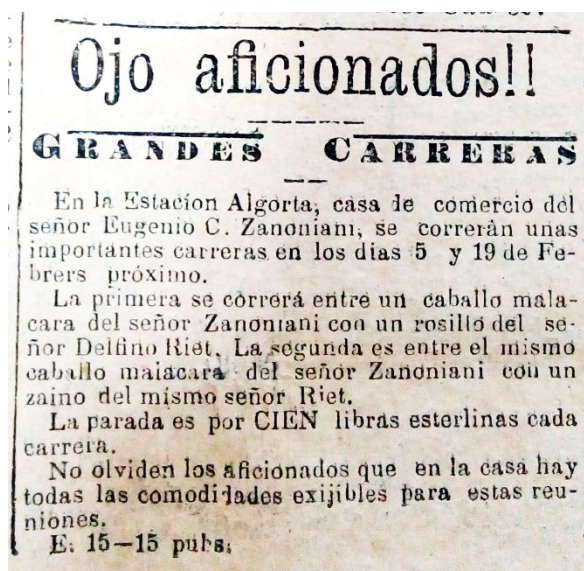 Ojo aficionados!!
GRANDES CARRERAS
En la Estacion Algorta, casa de comercio del
señor Eugenio C. Zanoniani, se correrán unas
importantes carreras en los dias 5 y 19 de Fe-
brers próximo.
La primera se correrá entre un caballo mala-
cara del señor Zanoniani con un rosillo del se-
ñor Delfino Riet. La segunda es entre el mismo
caballo malacara del señor Zanoniani con un
zaino del mismo señor Riet.
La parada es por CIEN libras esterlinas cada
carrera.
No olviden los aficionados que en la casa hay
todas las comodidades exijibles para estas reu-
niones.
E. 15—15 pubs.